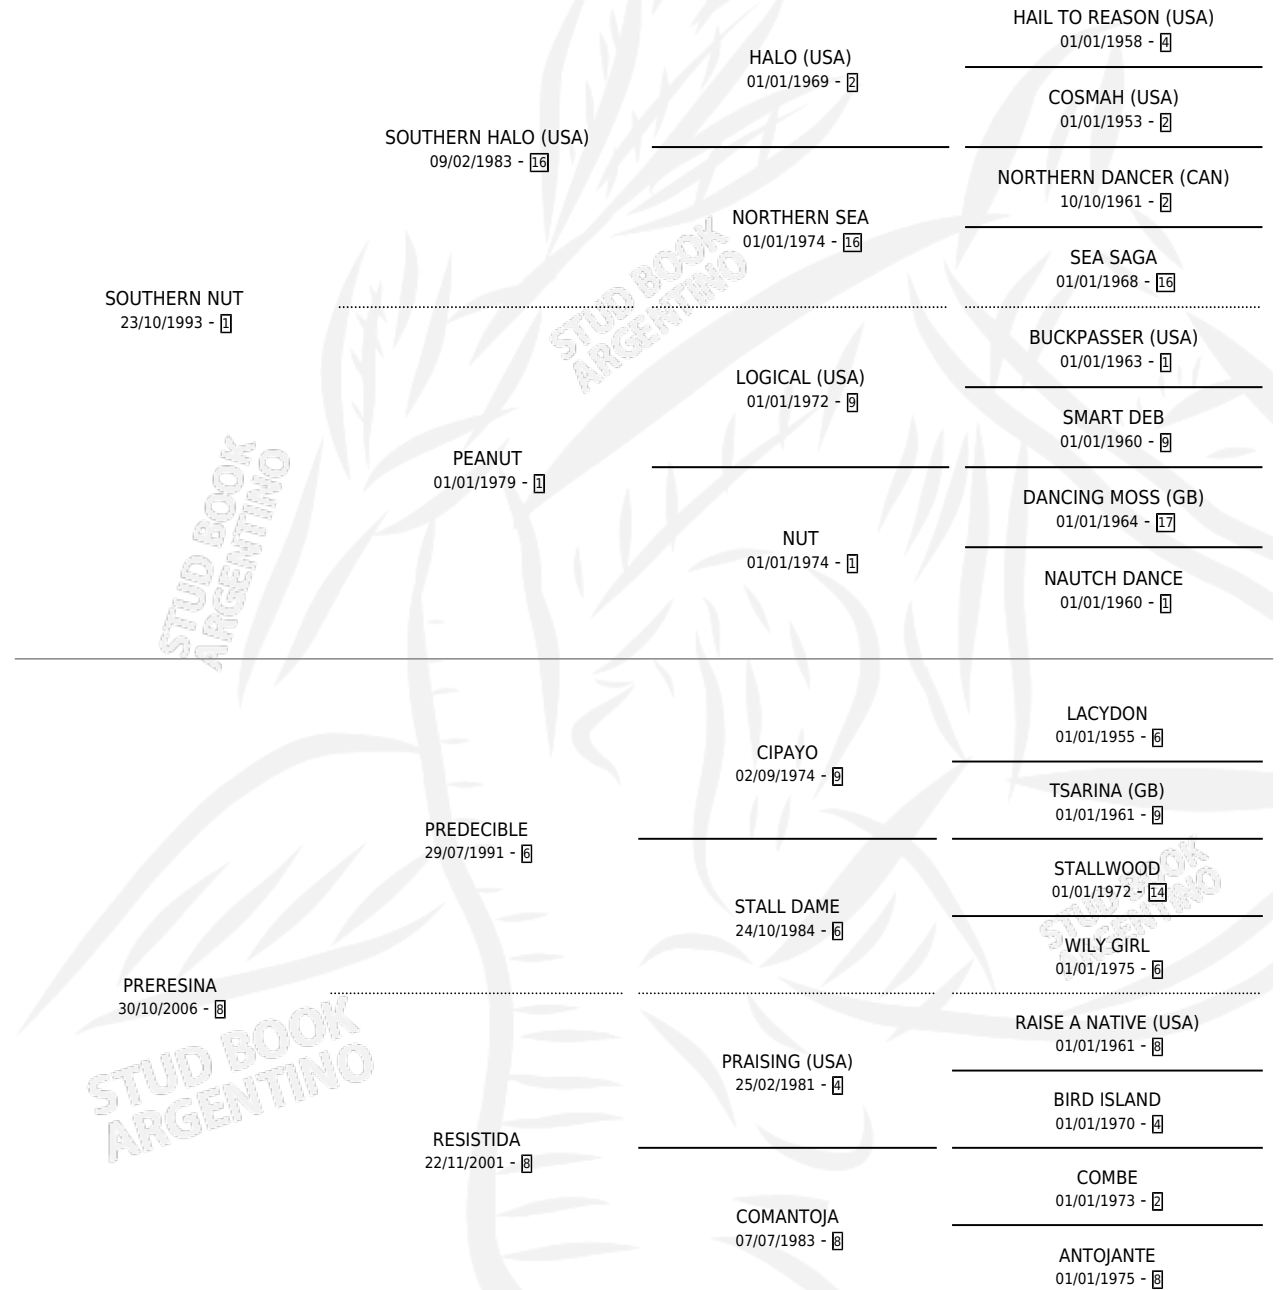 HAIL TO REASON (USA)
01/01/1958 - 4
HALO (USA)
01/01/1969 - 2
COSMAH (USA)
01/01/1953 - 2
SOUTHERN HALO (USA)
09/02/1983 - 16
NORTHERN DANCER (CAN)
10/10/1961 - 2
NORTHERN SEA
01/01/1974 - 16
SEA SAGA
01/01/1968 - 16
SOUTHERN NUT
23/10/1993 - 1
STUD BOOK
ARGENTINO
BUCKPASSER (USA)
01/01/1963 - 1
LOGICAL (USA)
01/01/1972 - 9
SMART DEB
01/01/1960 - 9
PEANUT
01/01/1979 - 1
DANCING MOSS (GB)
01/01/1964 - 17
NUT
01/01/1974 - 1
NAUTCH DANCE
01/01/1960 - 1
STUD BOOK
ARGENTINO
LACYDON
01/01/1955 - 6
CIPAYO
02/09/1974 - 9
TSARINA (GB)
01/01/1961 - 9
PREDECIBLE
29/07/1991 - 6
STALLWOOD
01/01/1972 - 14
STALL DAME
24/10/1984 - 6
WILY GIRL
01/01/1975 - 6
STUD BOOK
ARGENTINO
PRERESINA
30/10/2006 - 8
RAISE A NATIVE (USA)
01/01/1961 - 8
PRAISING (USA)
25/02/1981 - 4
BIRD ISLAND
01/01/1970 - 4
STUD BOOK
ARGENTINO
RESISTIDA
22/11/2001 - 8
COMBE
01/01/1973 - 2
COMANTOJA
07/07/1983 - 8
ANTOJANTE
01/01/1975 - 8